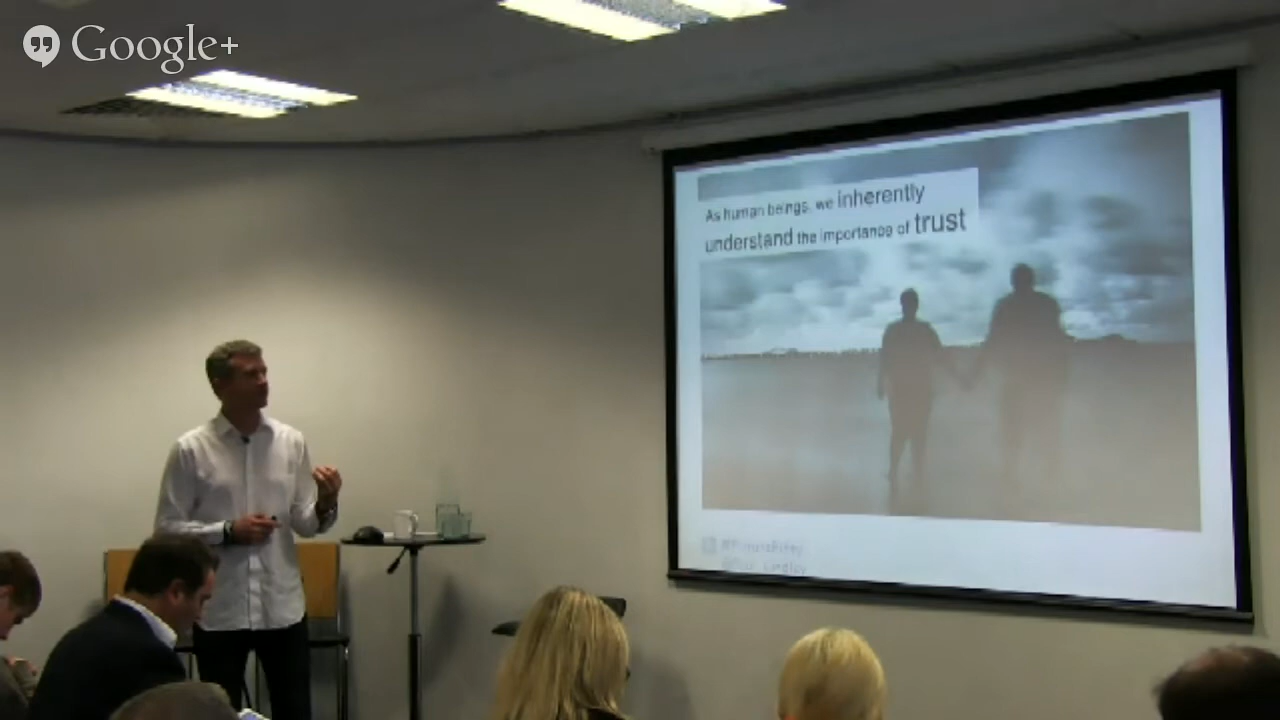 Google+
As human beings, we inherently
understand the importance of trust